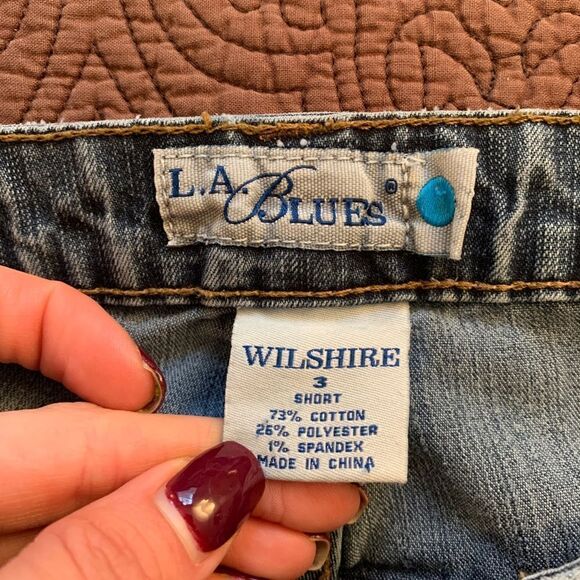 L.A. BLUES®
WILSHIRE
3
SHORT
73% COTTON
26% POLYESTER
1% SPANDEX
MADE IN CHINA